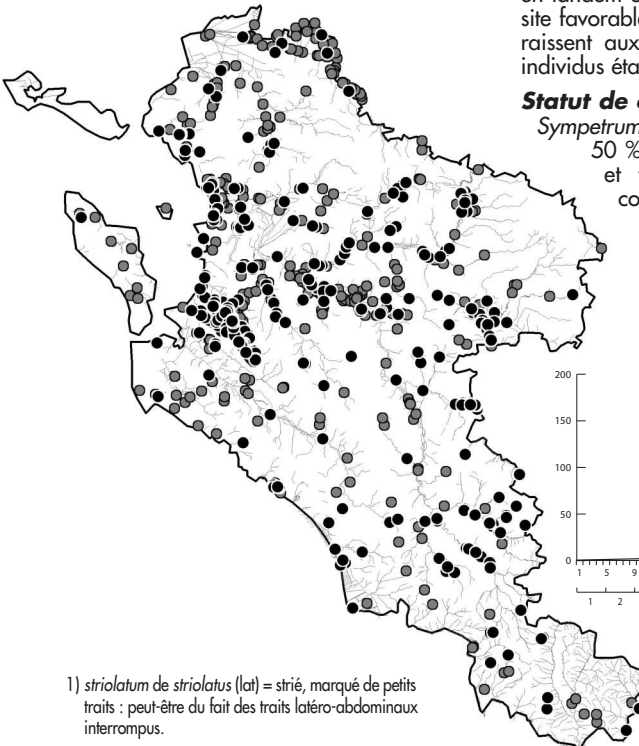 site favorable
raissent aux
individus éta
Statut de
Sympetrum
50 %
et
co
200
150
100
50
0
1 5 9
1 2
1) striolatum de striolatus (lat) = strié, marqué de petits
traits : peut-être du fait des traits latéro-abdominaux
interrompus.